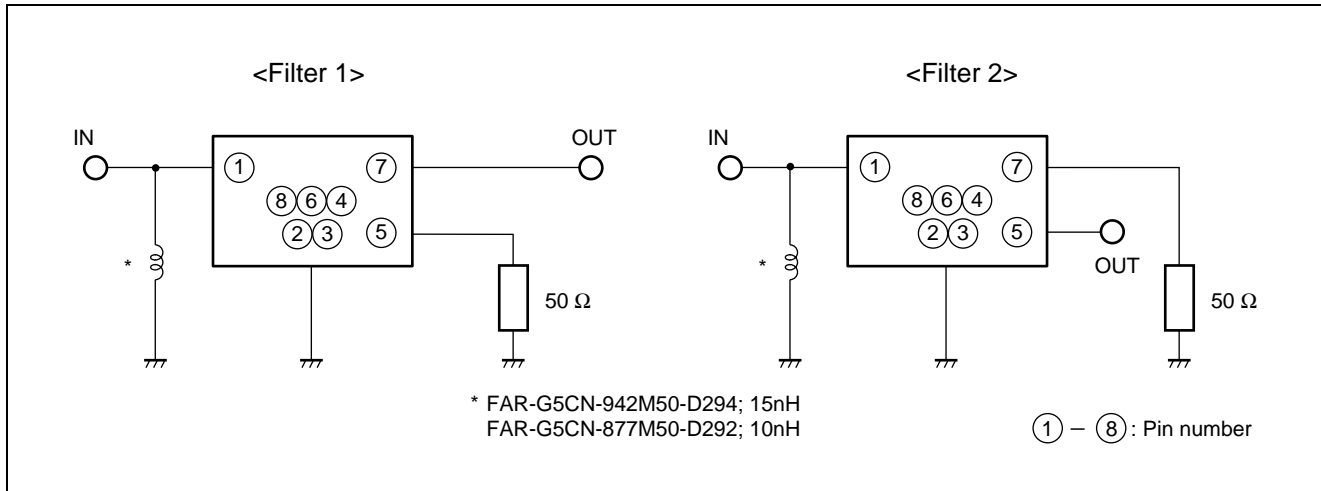 <Filter 1>
IN
OUT
1
7
8 6 4
2 3
5
*
50 Ω
<Filter 2>
IN
1
7
8 6 4
2 3
5
OUT
*
50 Ω
* FAR-G5CN-942M50-D294; 15nH
FAR-G5CN-877M50-D292; 10nH
1 – 8 : Pin number